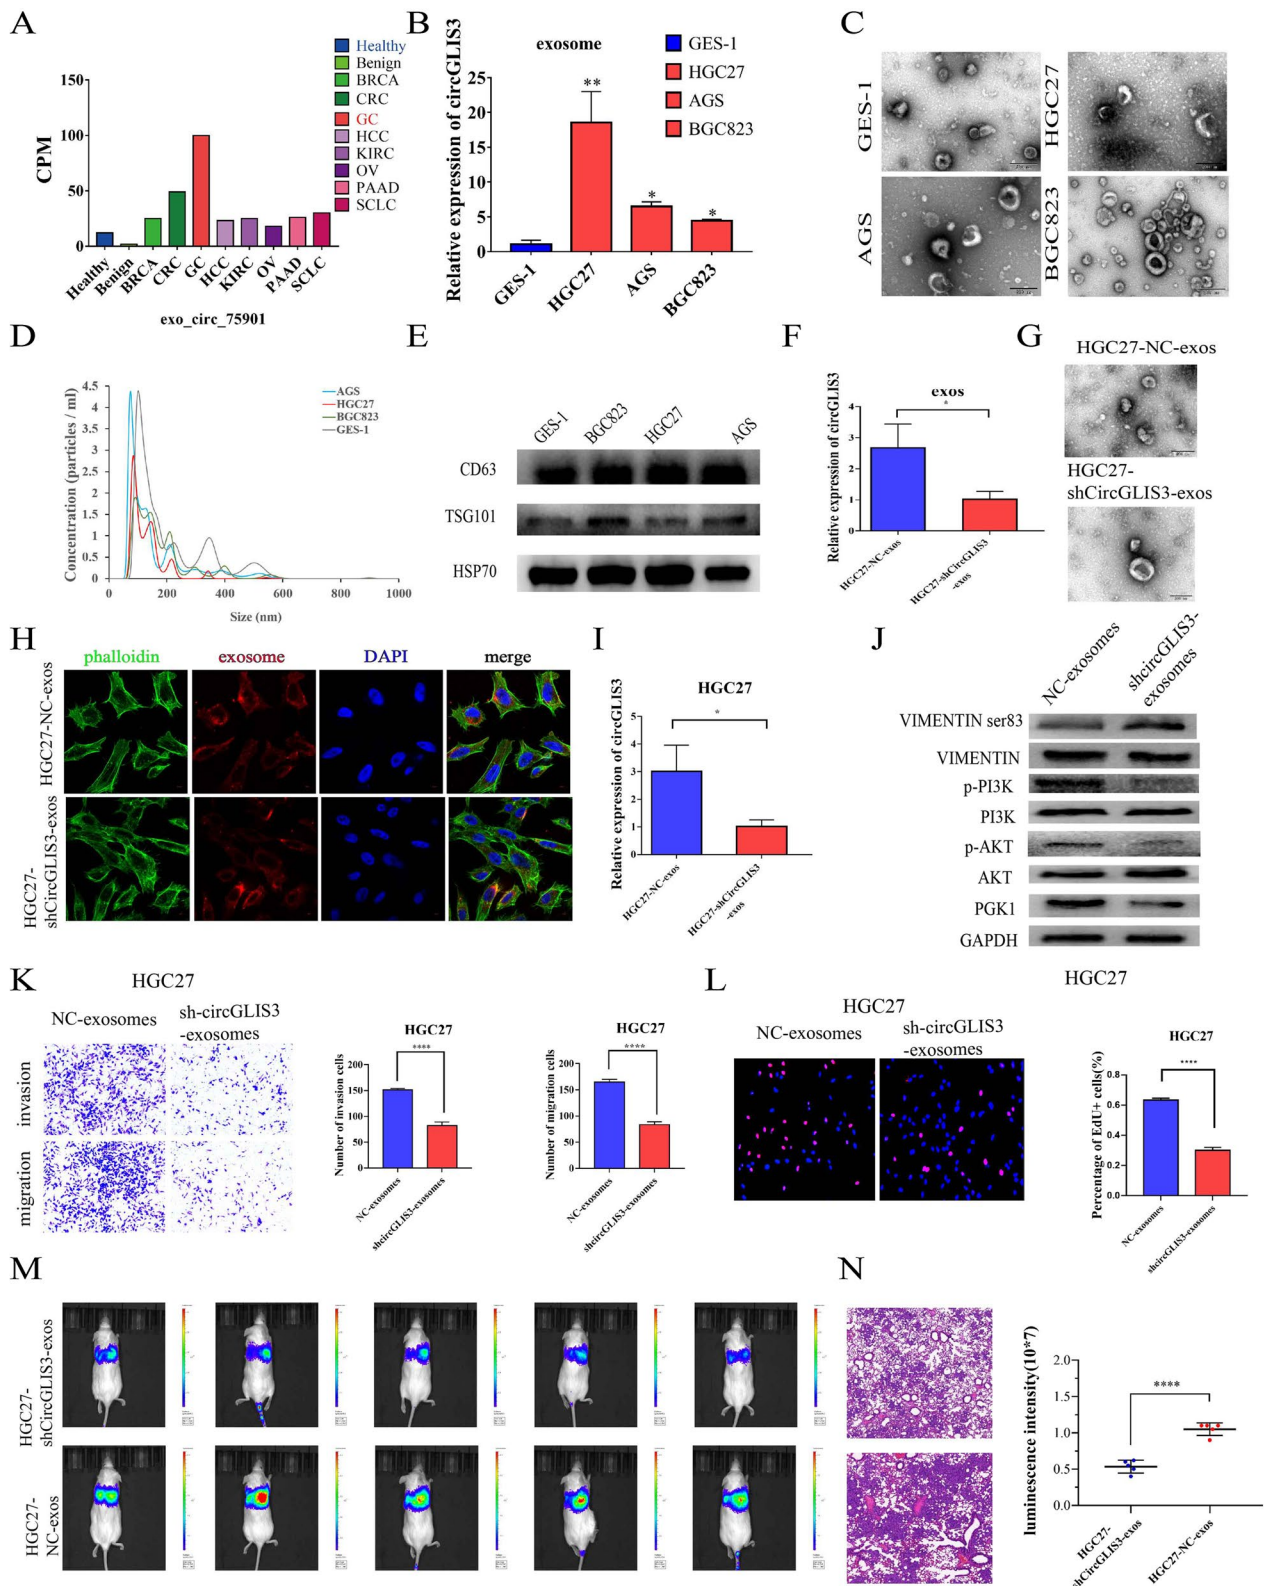 A
CPM
150
100
50
0
Healthy
Benign
BRCA
CRC
GC
HCC
KIRC
OV
PAAD
SCLC
exo_circ_75901
Healthy
Benign
BRCA
CRC
GC
HCC
KIRC
OV
PAAD
SCLC
B
exosome
Relative expression of circGLIS3
25
20
15
10
5
0
**
*
*
GES-1
HGC27
AGS
BGC823
GES-1
HGC27
AGS
BGC823
C
GES-1
HGC27
AGS
BGC823
D
Concentration (particles / ml)
4.5
4
3.5
3
2.5
2
1.5
1
0.5
0
0
200
400
600
800
1000
Size (nm)
AGS
HGC27
BGC823
GES-1
E
GES-1
BGC823
HGC27
AGS
CD63
TSG101
HSP70
F
exos
*
Relative expression of circGLIS3
4
3
2
1
0
HGC27-NC-exos
HGC27-shCircGLIS3
-exos
G
HGC27-NC-exos
HGC27-
shCircGLIS3-exos
H
phalloidin
exosome
DAPI
merge
HGC27-NC-exos
HGC27-
shCircGLIS3-exos
I
HGC27
*
Relative expression of circGLIS3
5
4
3
2
1
0
HGC27-NC-exos
HGC27-shCircGLIS3
-exos
J
NC-exosomes
shcircGLIS3-
exosomes
VIMENTIN ser83
VIMENTIN
p-PI3K
PI3K
p-AKT
AKT
PGK1
GAPDH
K
HGC27
NC-exosomes
sh-circGLIS3
-exosomes
invasion
migration
HGC27
****
Number of invasion cells
200
150
100
50
0
NC-exosomes
shcircGLIS3-exosomes
HGC27
****
Number of migration cells
200
150
100
50
0
NC-exosomes
shcircGLIS3-exosomes
L
HGC27
HGC27
NC-exosomes
sh-circGLIS3
-exosomes
HGC27
****
Percentage of EdU+ cells(%)
0.8
0.6
0.4
0.2
0.0
NC-exosomes
shcircGLIS3-exosomes
M
HGC27-
shCircGLIS3-exos
HGC27-
NC-exos
N
luminescence intensity(10*7)
2.0
1.5
1.0
0.5
0.0
****
HGC27-
shCircGLIS3-exos
HGC27-NC-exos